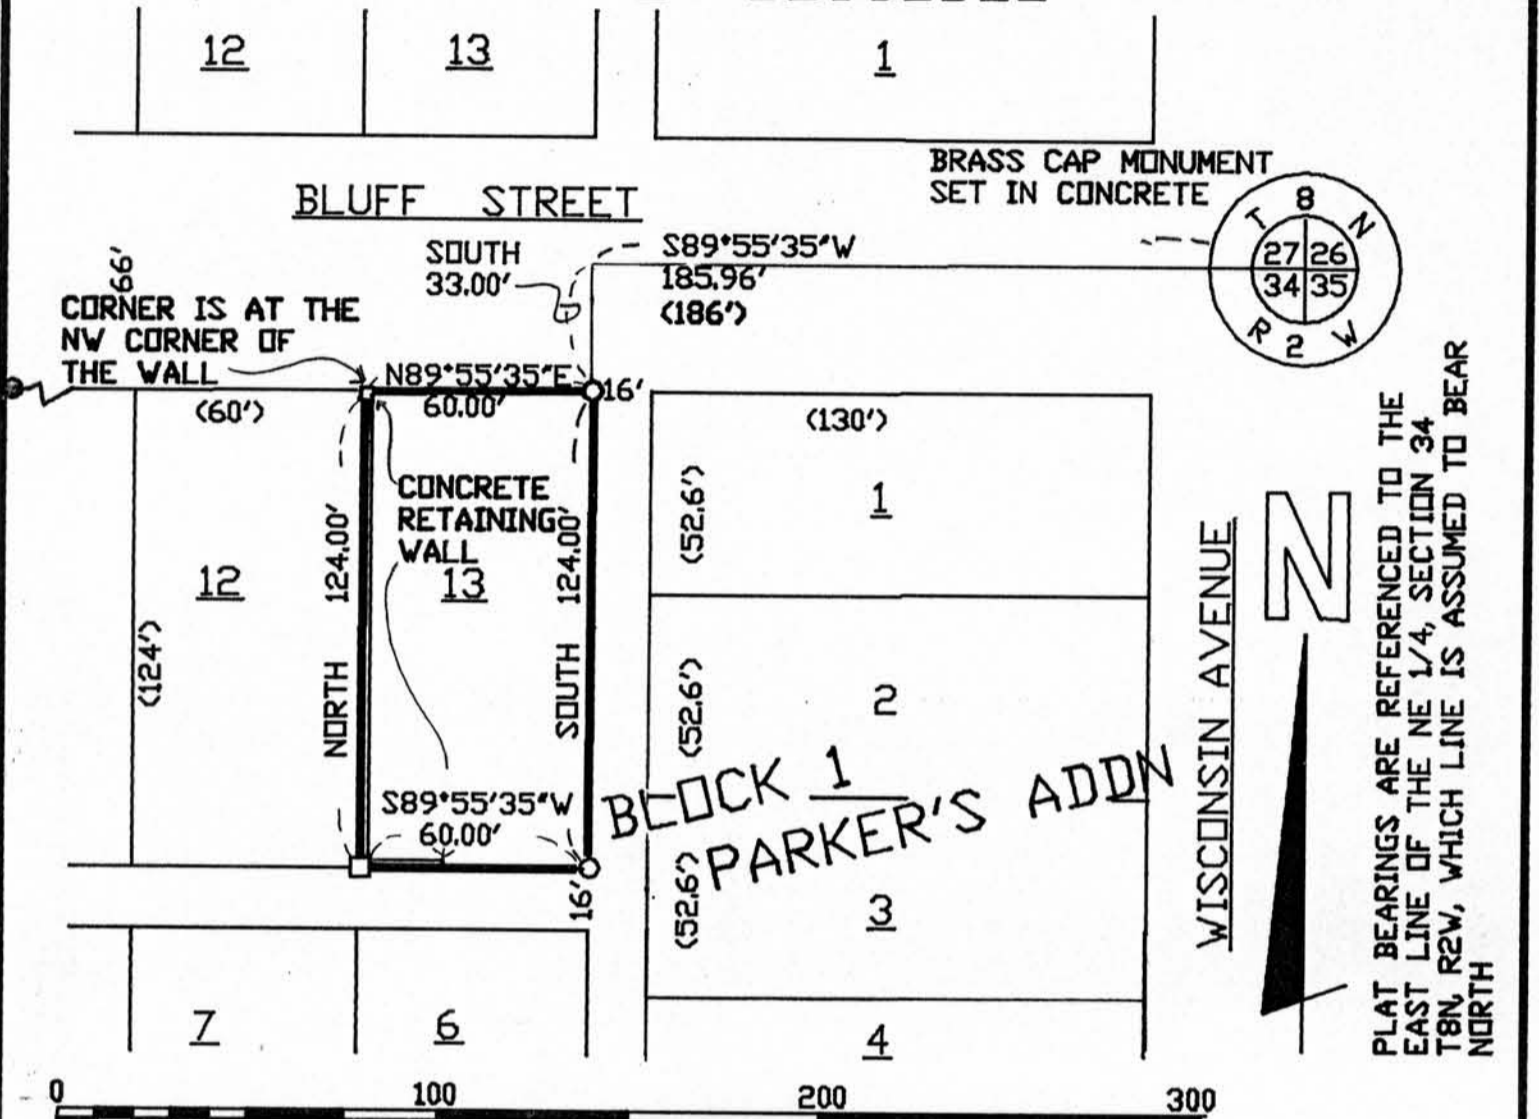 12
13
1
BRASS CAP MONUMENT
SET IN CONCRETE
BLUFF STREET
T 8 N
27 26
34 35
R 2 W
66'
SOUTH
33.00'
S89°55'35"W
185.96'
(186')
CORNER IS AT THE
NW CORNER OF
THE WALL
N89°55'35"E
60.00'
16'
(60')
(130')
CONCRETE
RETAINING
WALL
12
13
1
(124')
NORTH 124.00'
SOUTH 124.00'
(52.6')
2
(52.6')
S89°55'35"W
60.00'
BLOCK 1
PARKER'S ADDN
3
(52.6')
16'
7
6
4
WISCONSIN AVENUE
N
PLAT BEARINGS ARE REFERENCED TO THE
EAST LINE OF THE NE 1/4, SECTION 34
T8N, R2W, WHICH LINE IS ASSUMED TO BEAR
NORTH
0 100 200 300